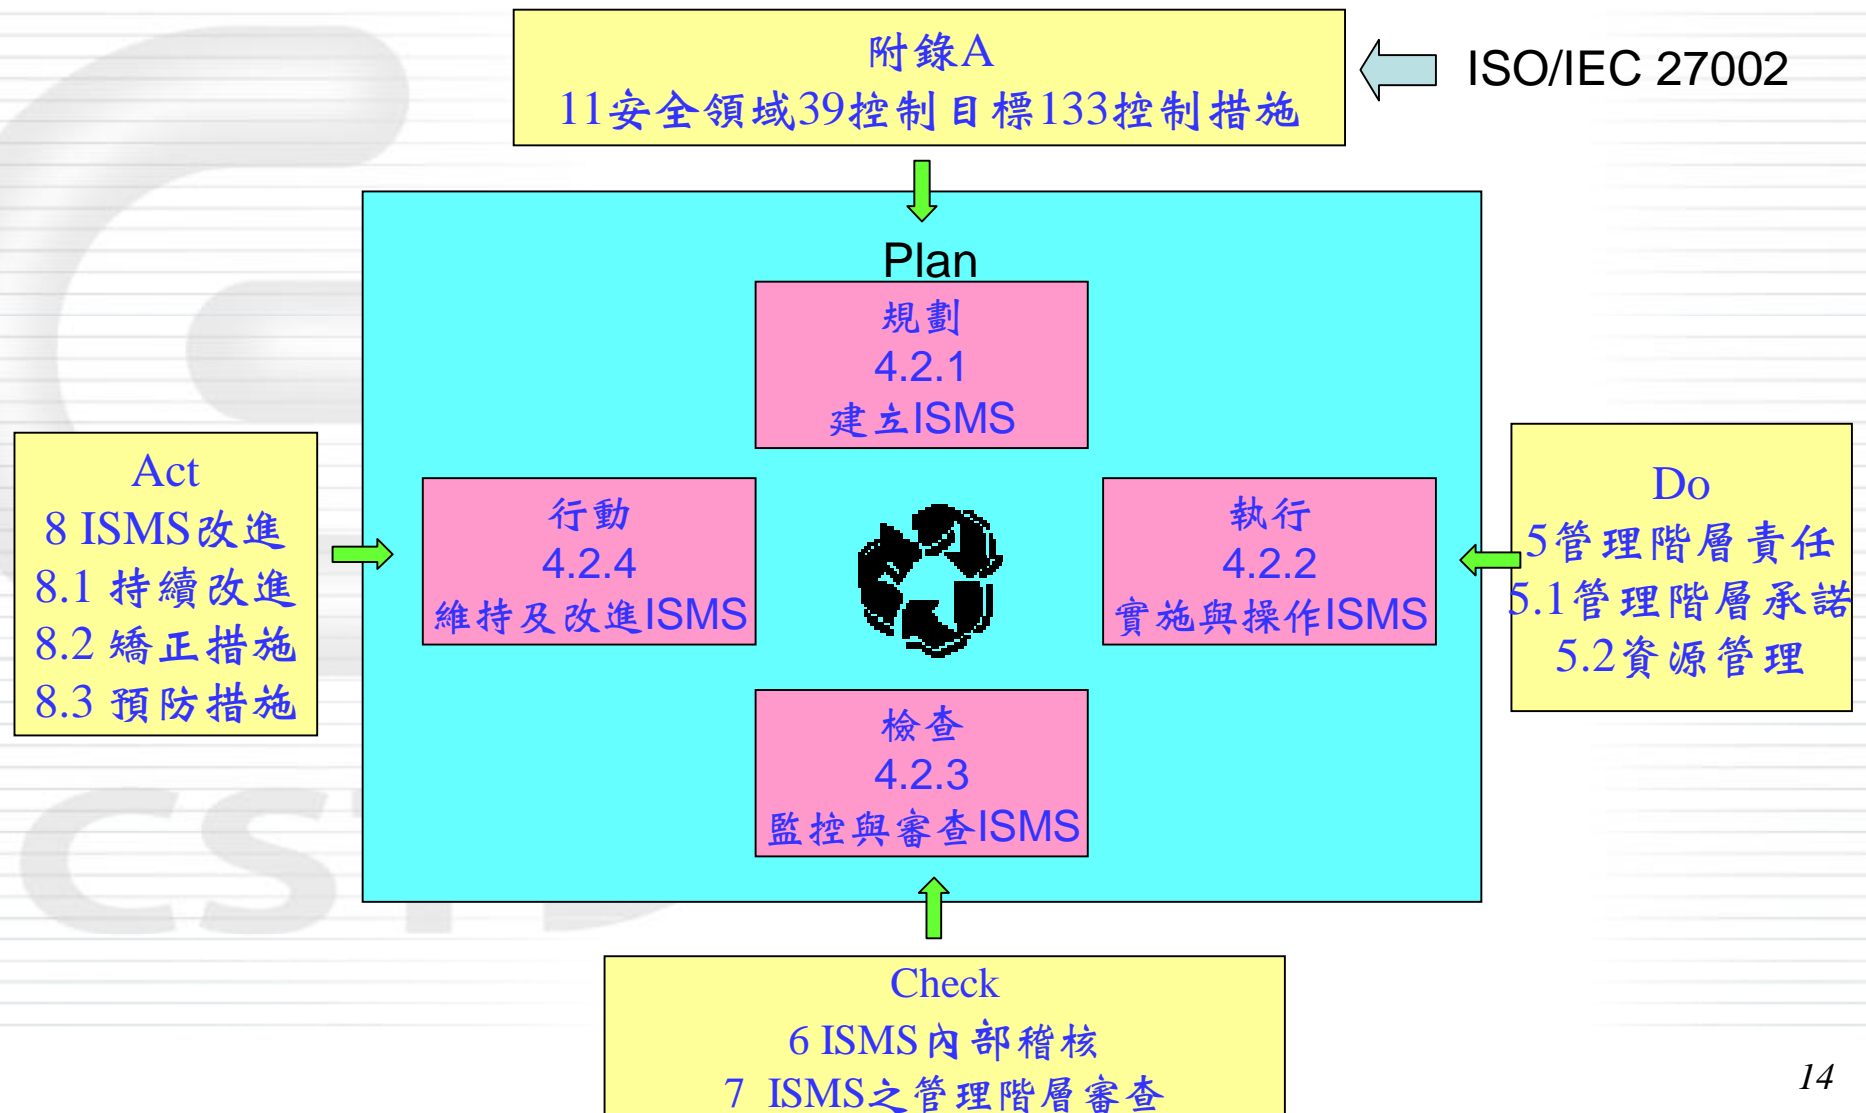 附錄A
11安全領域39控制目標133控制措施
ISO/IEC 27002
Plan
規劃
4.2.1
建立ISMS
Act
8 ISMS改進
8.1 持續改進
8.2 矯正措施
8.3 預防措施
行動
4.2.4
維持及改進ISMS
執行
4.2.2
實施與操作ISMS
Do
5管理階層責任
5.1管理階層承諾
5.2資源管理
檢查
4.2.3
監控與審查ISMS
Check
6 ISMS內部稽核
7 ISMS之管理階層審查
14